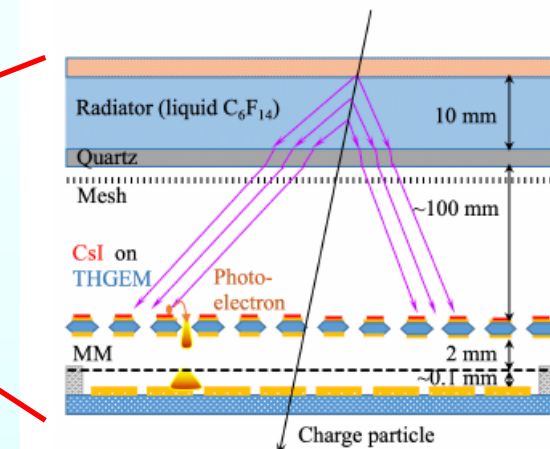 Radiator (liquid C₆F₁₄)
10 mm
Quartz
Mesh
~100 mm
CsI on
THGEM
Photo-
electron
MM
2 mm
~0.1 mm
Charge particle